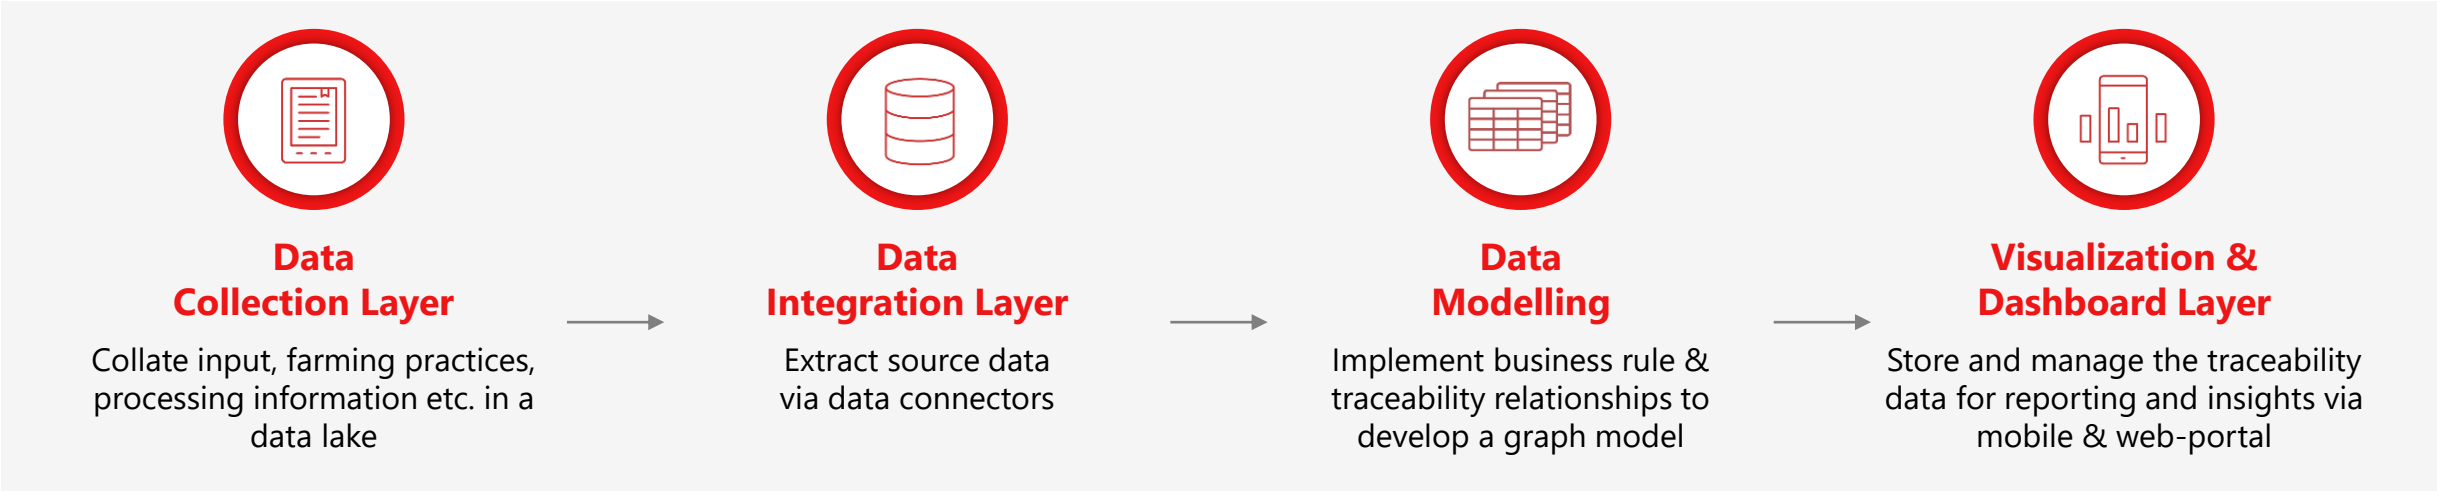 Data
Collection Layer
Collate input, farming practices,
processing information etc. in a
data lake
Data
Integration Layer
Extract source data
via data connectors
Data
Modelling
Implement business rule &
traceability relationships to
develop a graph model
Visualization &
Dashboard Layer
Store and manage the traceability
data for reporting and insights via
mobile & web-portal